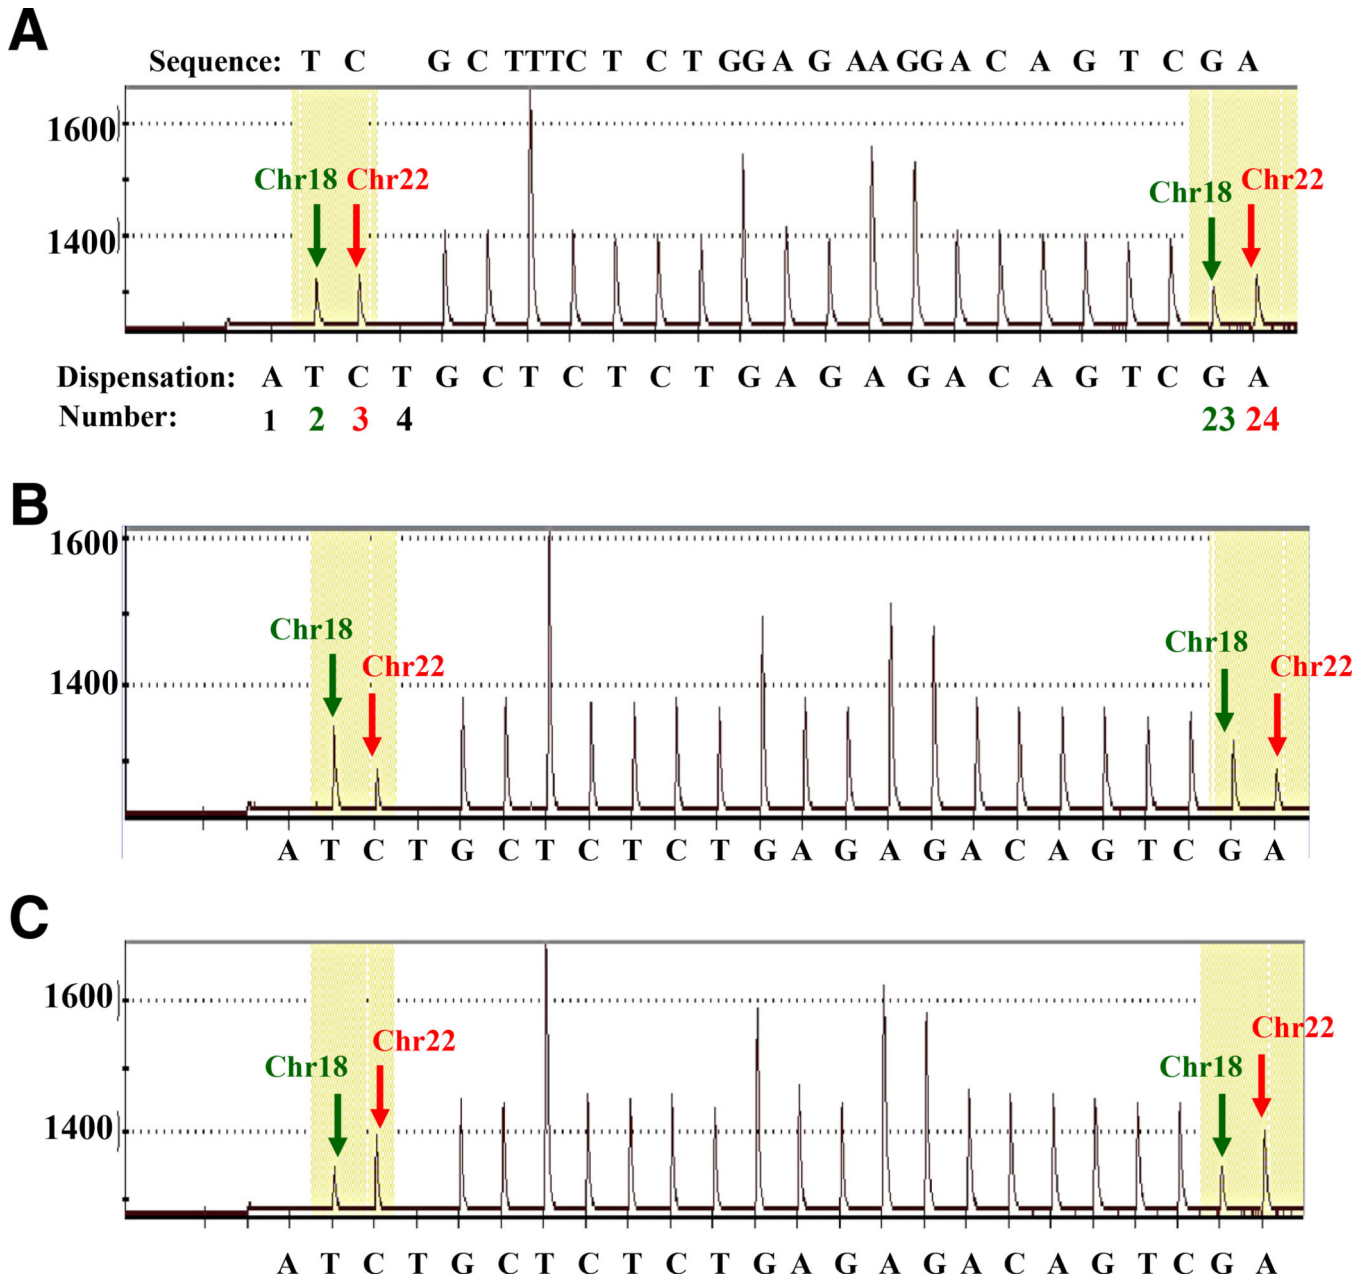 A
Sequence: T C G C TTTC T C T GGA G AA GGA C A G T C G A
1600
Chr18 Chr22
Chr18 Chr22
1400
Dispensation: A T C T G C T C T C T G A G A G A C A G T C G A
Number: 1 2 3 4 23 24
B
1600
Chr18
Chr22
Chr18
Chr22
1400
A T C T G C T C T C T G A G A G A C A G T C G A
C
1600
Chr18
Chr22
Chr18
Chr22
1400
A T C T G C T C T C T G A G A G A C A G T C G A